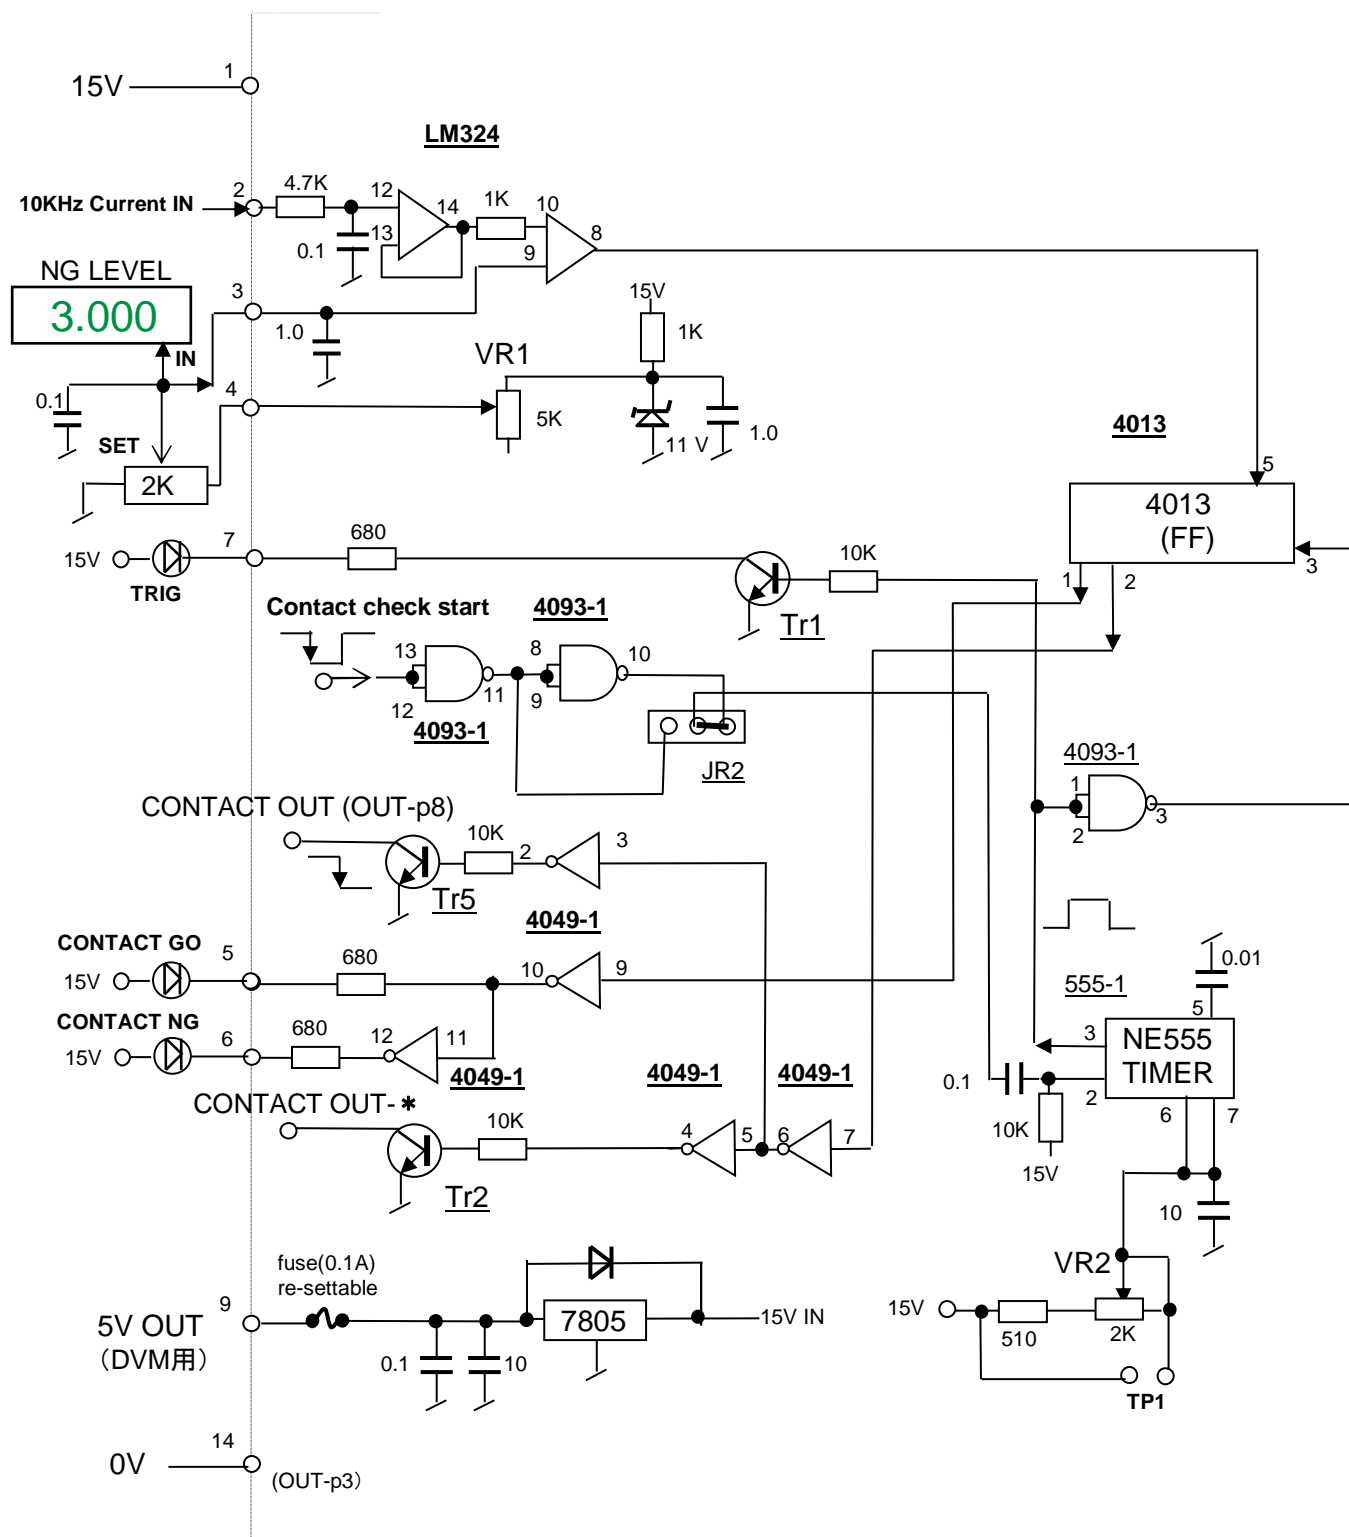 1
15V
LM324
2
4.7K
12
14
1K
10
8
10KHz Current IN
13
0.1
9
NG LEVEL
3
3.000
1.0
15V
1K
IN
VR1
4
0.1
5K
1.0
11 V
4013
SET
2K
5
4013
(FF)
7
680
15V
TRIG
10K
3
1
2
Tr1
Contact check start
4093-1
13
8
10
11
12
9
4093-1
JR2
4093-1
1
2
3
CONTACT OUT (OUT-p8)
10K
2
3
Tr5
4049-1
CONTACT GO
5
680
10
9
15V
0.01
555-1
5
CONTACT NG
6
680
12
11
15V
3
NE555
TIMER
4049-1
4049-1
4049-1
0.1
2
6
7
CONTACT OUT-＊
10K
4
5
6
7
10K
15V
Tr2
10
fuse(0.1A)
re-settable
VR2
9
5V OUT
（DVM用）
7805
15V IN
15V
510
2K
0.1
10
TP1
14
0V
(OUT-p3）